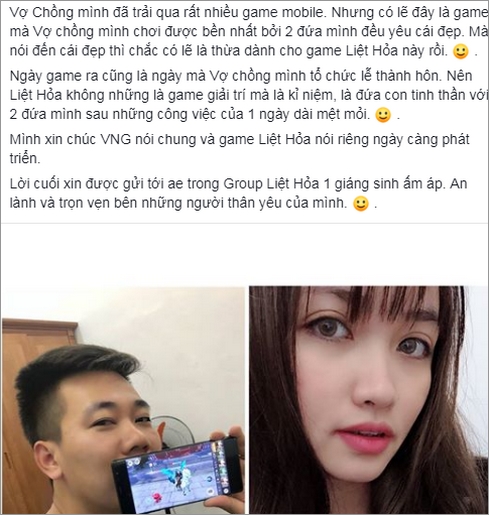 Vợ Chồng mình đã trải qua rất nhiều game mobile. Nhưng có lẽ đây là game
mà Vợ chồng mình chơi được bền nhất bởi 2 đứa mình đều yêu cái đẹp. Mà
nói đến cái đẹp thì chắc có lẽ là thừa dành cho game Liệt Hỏa này rồi. 🙂 .
Ngày game ra cũng là ngày mà Vợ chồng mình tổ chức lễ thành hôn. Nên
Liệt Hỏa không những là game giải trí mà là kỉ niệm, là đứa con tinh thần với
2 đứa mình sau những công việc của 1 ngày dài mệt mỏi. 🙂 .
Mình xin chúc VNG nói chung và game Liệt Hỏa nói riêng ngày càng phát
triển.
Lời cuối xin được gửi tới ae trong Group Liệt Hỏa 1 giáng sinh ấm áp. An
lành và trọn vẹn bên những người thân yêu của mình. 🙂 .